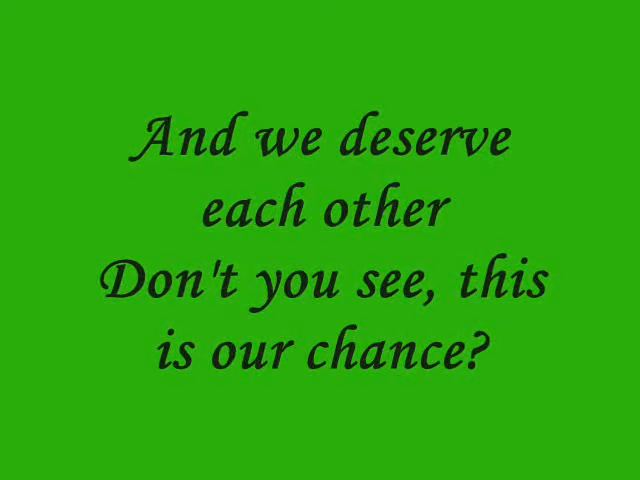 And we deserve
each other
Don't you see, this
is our chance?